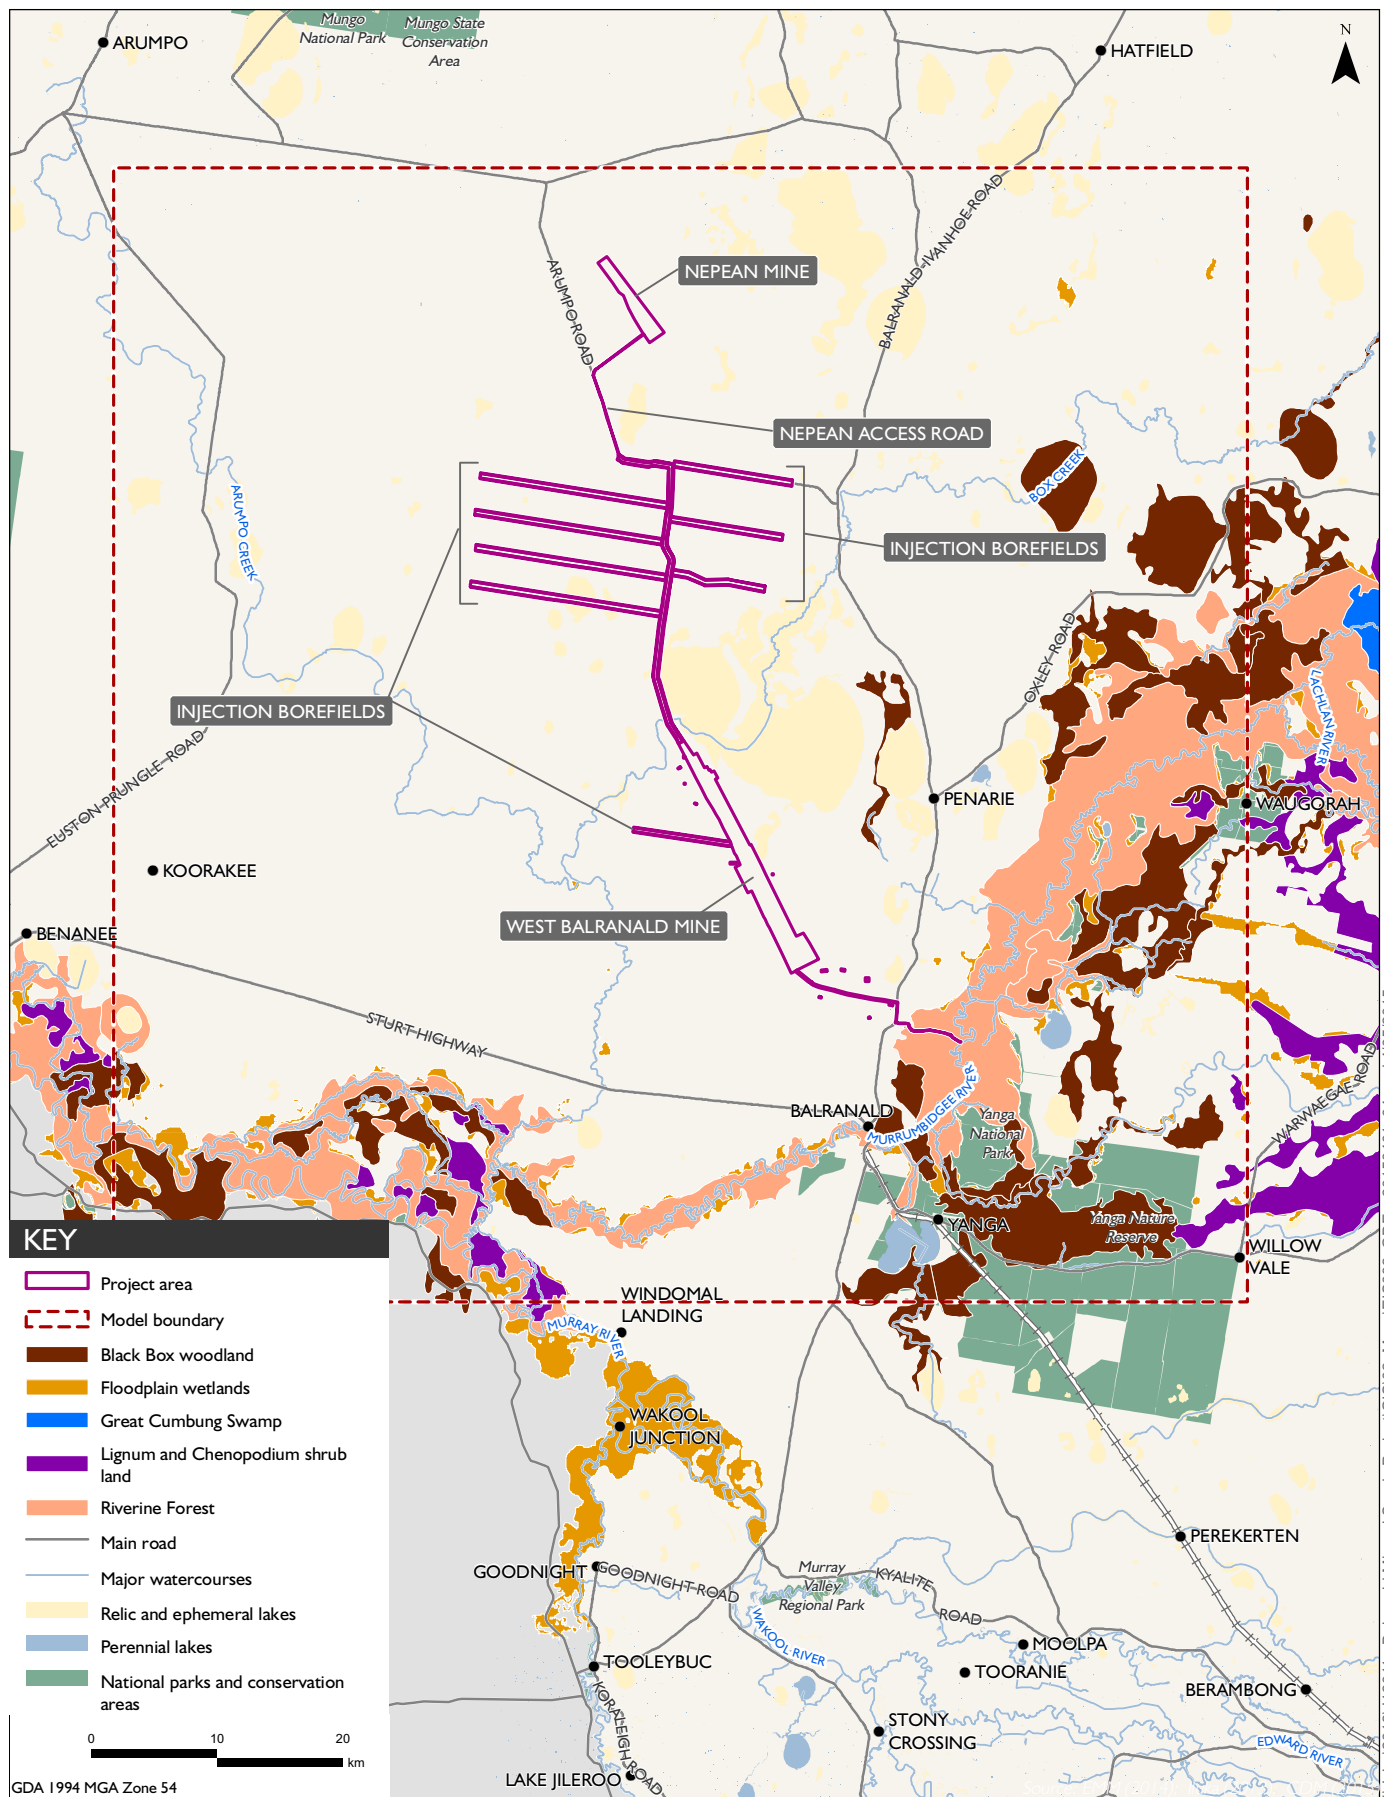 Mungo
National Park
Mungo State
Conservation
Area
N
ARUMPO
HATFIELD
BALRANALD-IVANHOE ROAD
ARUMPO ROAD
NEPEAN MINE
NEPEAN ACCESS ROAD
BOX CREEK
ARUMPO CREEK
INJECTION BOREFIELDS
OXLEY ROAD
LACHLAN RIVER
INJECTION BOREFIELDS
EUSTON-PRUNGLE-ROAD
PENARIE
WAUGORAH
KOORAKEE
WEST BALRANALD MINE
BENANEE
STURT HIGHWAY
WARWAEGAE-ROAD
BALRANALD
MURRUMBIDGEE RIVER
Yanga
National
Park
YANGA
Yanga Nature
Reserve
WILLOW
VALE
WINDOMAL
LANDING
MURRAY RIVER
WAKOOL
JUNCTION
PEREKERTEN
GOODNIGHT
GOODNIGHT ROAD
Murray
Valley
Regional Park
KYALITE
ROAD
WAKOOL RIVER
MOOLPA
TOORANIE
TOOLEYBUC
BERAMBONG
KORALEIGH ROAD
STONY
CROSSING
EDWARD RIVER
LAKE JILEROO
KEY
Project area
Model boundary
Black Box woodland
Floodplain wetlands
Great Cumbung Swamp
Lignum and Chenopodium shrub
land
Riverine Forest
Main road
Major watercourses
Relic and ephemeral lakes
Perennial lakes
National parks and conservation
areas
0 10 20
km
GDA 1994 MGA Zone 54